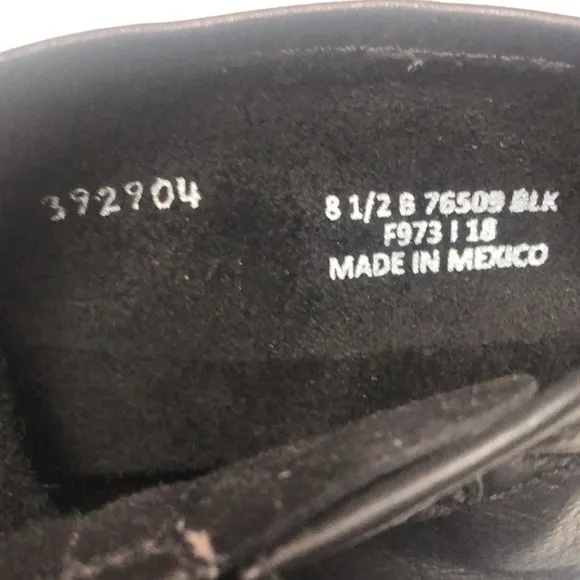 392904
8 1/2 B 76509 BLK
F973 I 18
MADE IN MEXICO